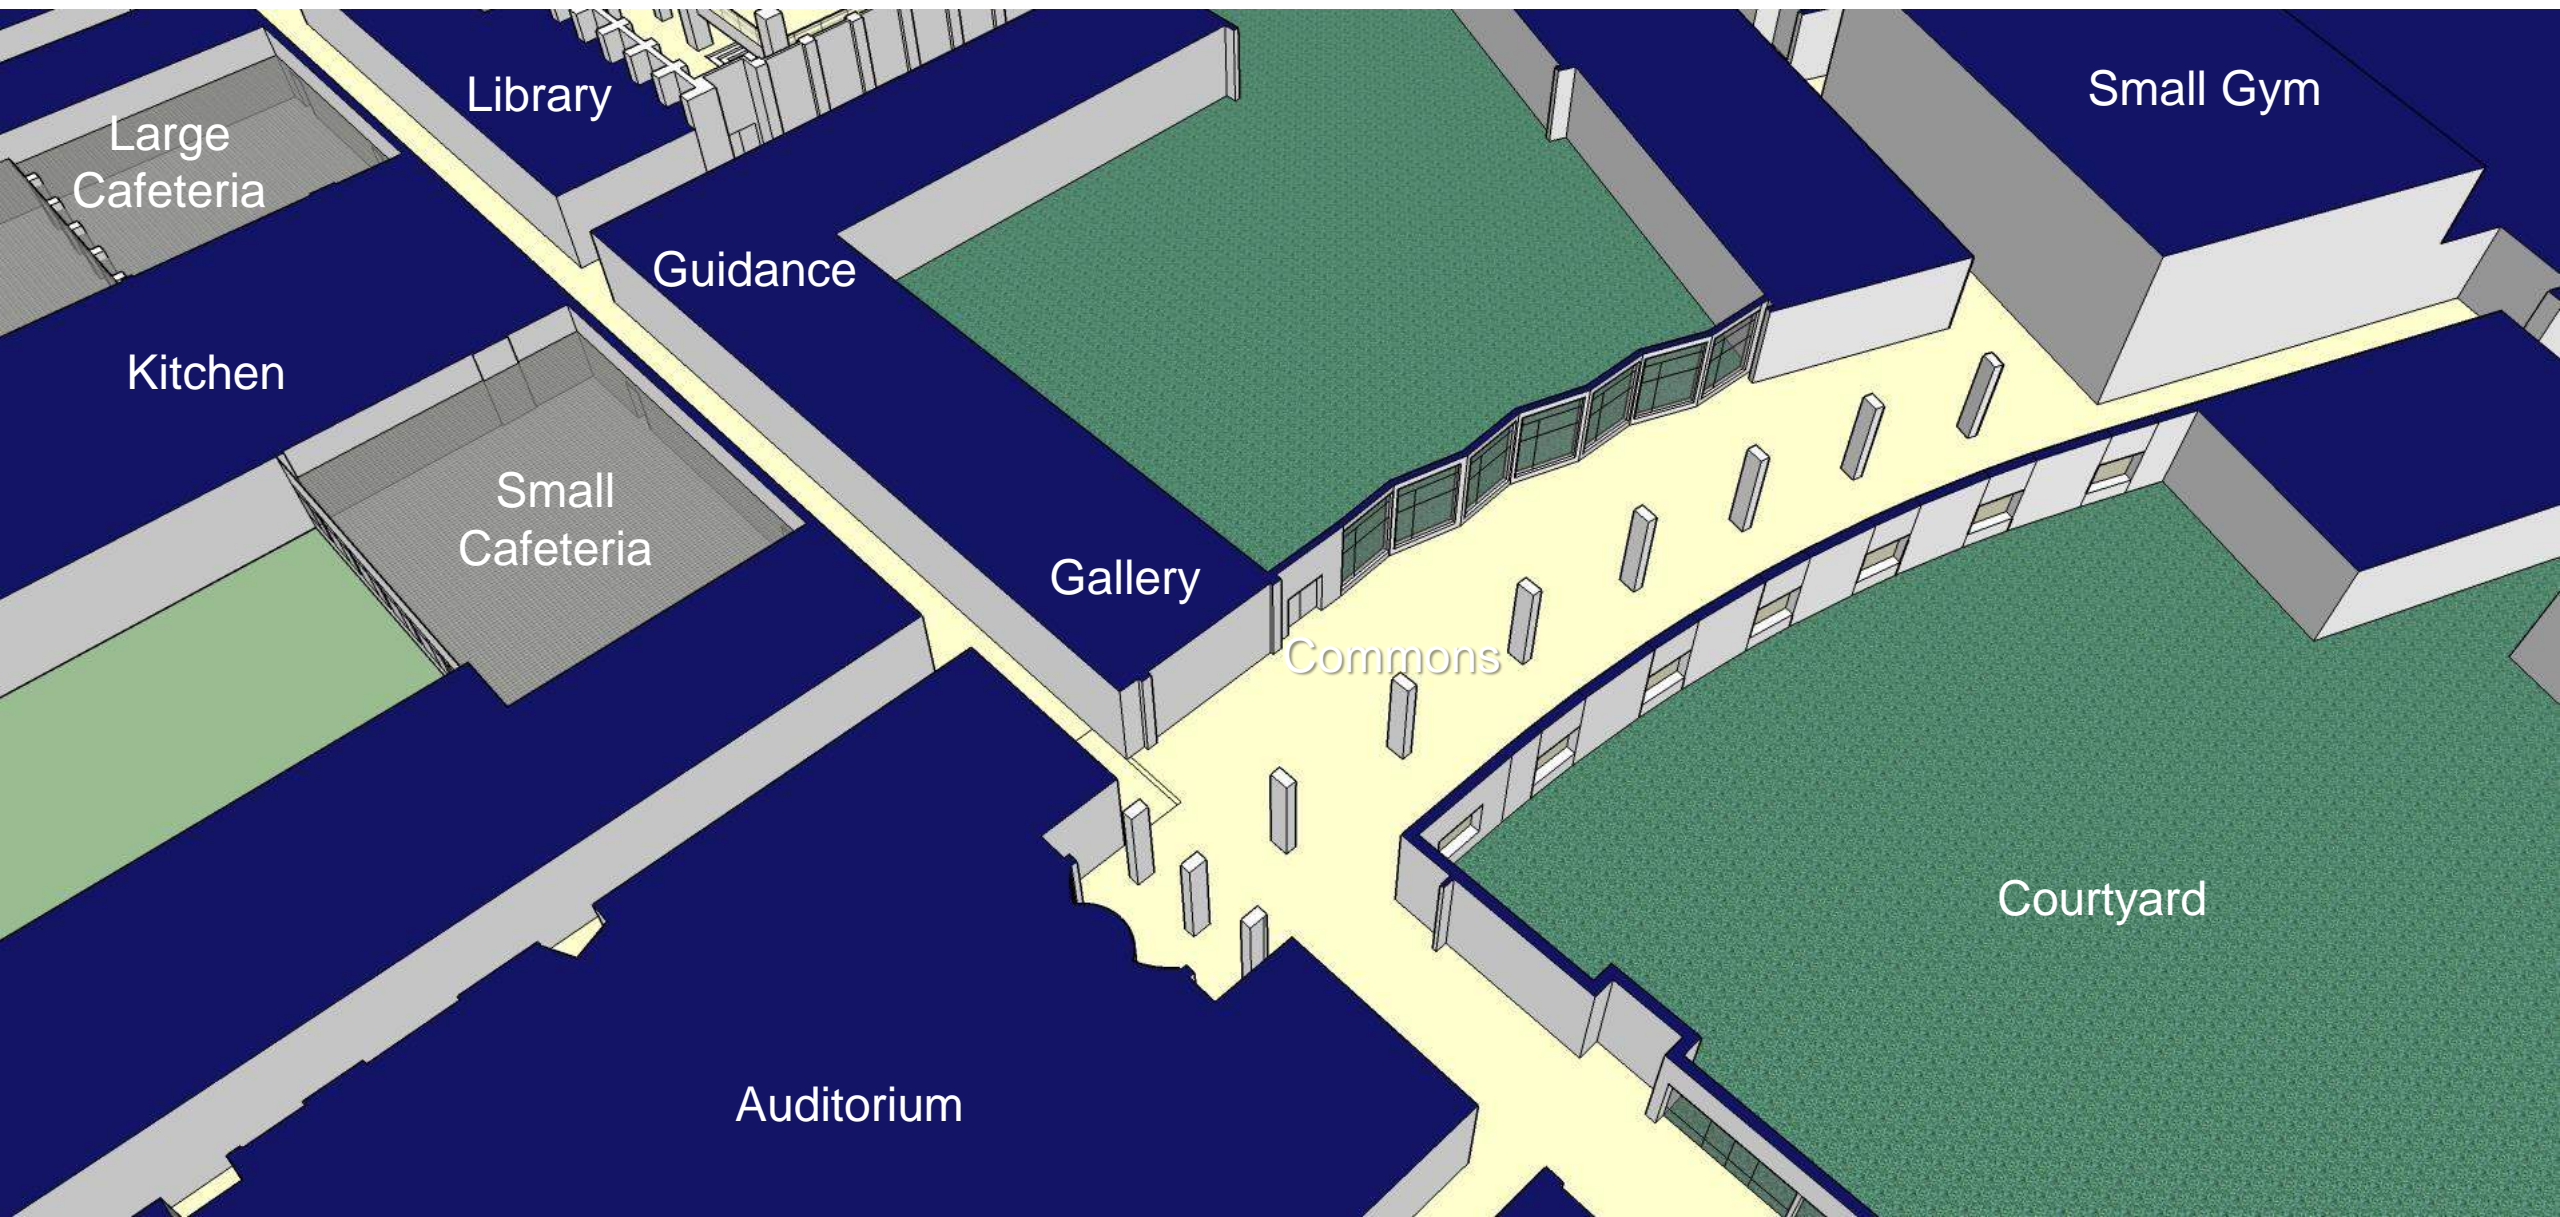 Library
Small Gym
Large
Cafeteria
Guidance
Kitchen
Small
Cafeteria
Gallery
Commons
Courtyard
Auditorium